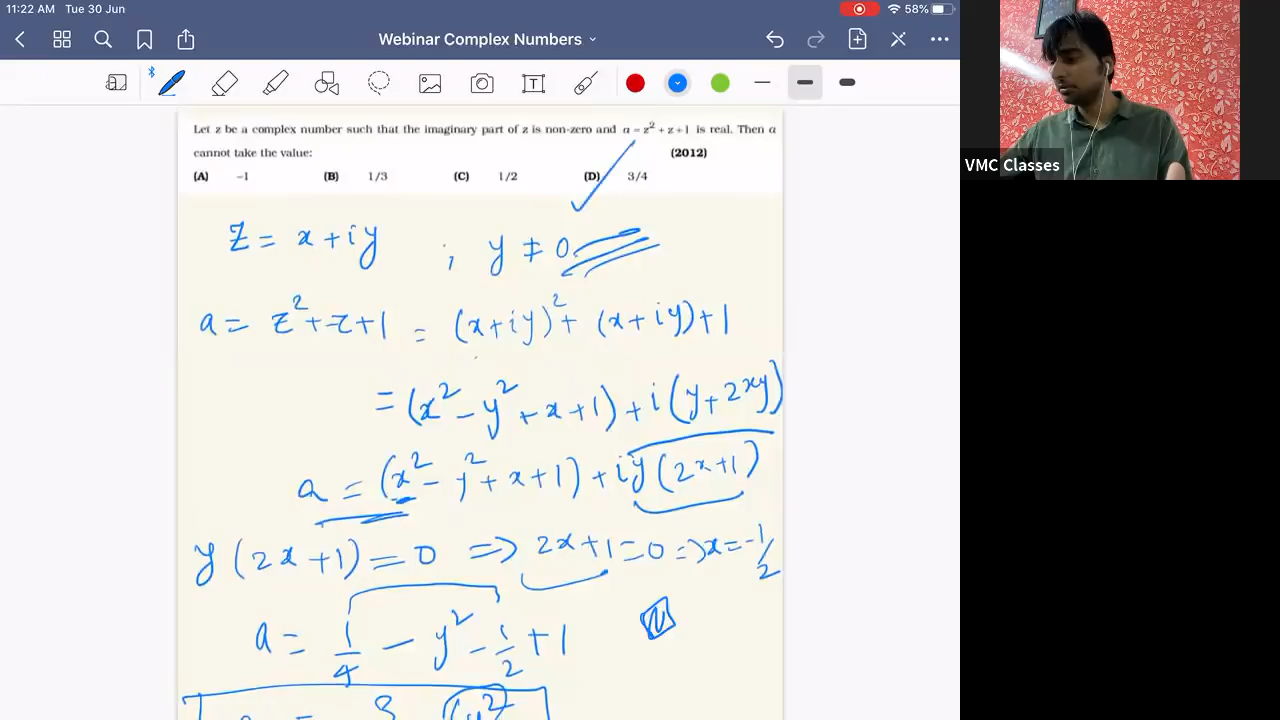 11:22 AM Tue 30 Jun
58%
Webinar Complex Numbers
VMC Classes
Let z be a complex number such that the imaginary part of z is non-zero and a = z² + z + 1 is real. Then a
cannot take the value: (2012)
(A) -1 (B) 1/3 (C) 1/2 (D) 3/4
z = x + iy ; y ≠ 0
a = z² + z + 1 = (x + iy)² + (x + iy) + 1
= (x² - y² + x + 1) + i(y + 2xy)
a = (x² - y² + x + 1) + iy(2x + 1)
y(2x + 1) = 0 => 2x + 1 = 0 => x = -1/2
a = 1/4 - y² - 1/2 + 1